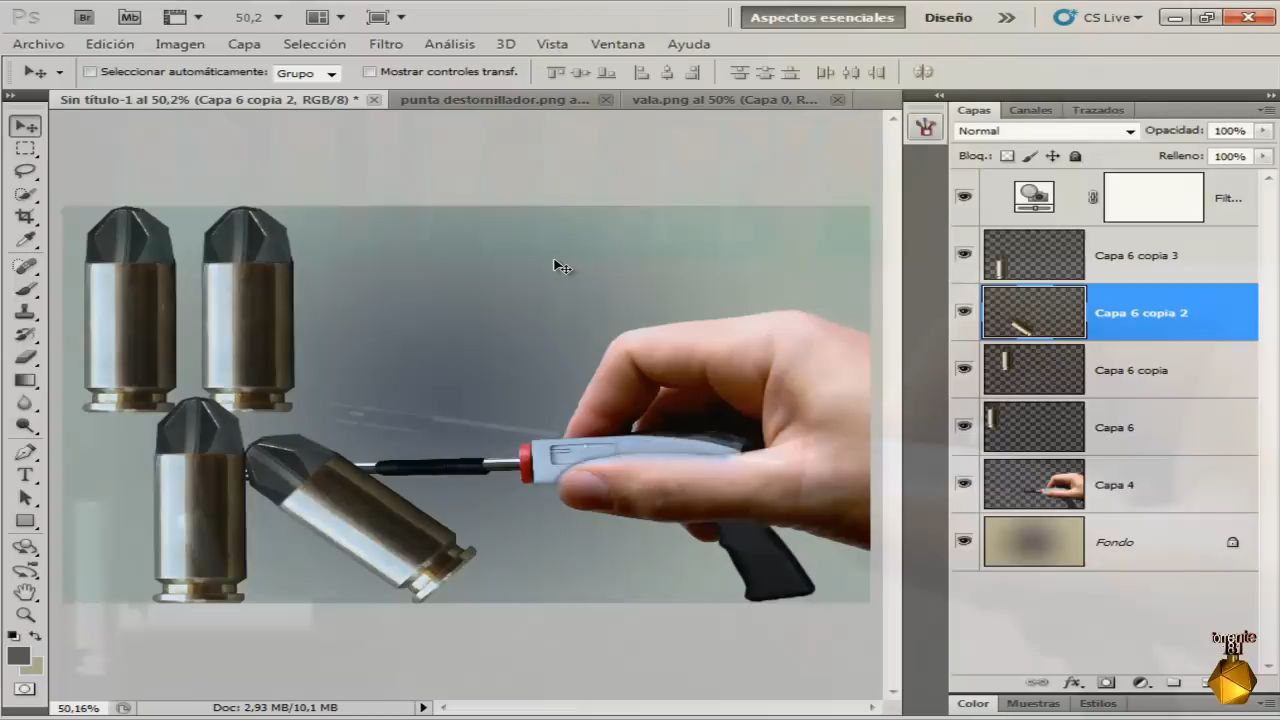 Ps Br Mb 50,2 Aspectos esenciales Diseño CS Live
Archivo Edición Imagen Capa Selección Filtro Análisis 3D Vista Ventana Ayuda
Seleccionar automáticamente: Grupo Mostrar controles transf.
Sin título-1 al 50,2% (Capa 6 copia 2, RGB/8) * punta destornillador.png a... vala.png al 50% (Capa 0, R...
Capas Canales Trazados
Normal Opacidad: 100%
Bloq.: Relleno: 100%
Filt...
Capa 6 copia 3
Capa 6 copia 2
Capa 6 copia
Capa 6
Capa 4
Fondo
T
fx
50,16% Doc: 2,93 MB/10,1 MB
Color Muestras Estilos